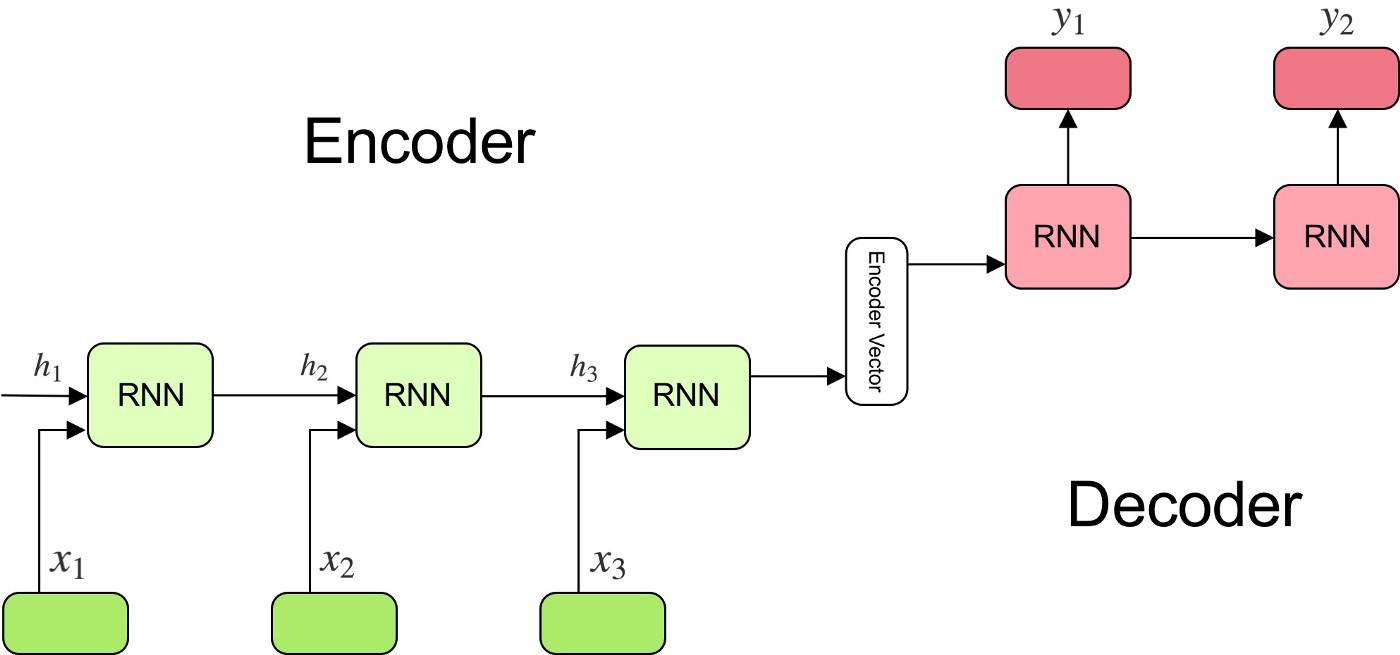 y₁
y₂
Encoder
RNN
RNN
Encoder Vector
h₁
h₂
h₃
RNN
RNN
RNN
Decoder
x₁
x₂
x₃